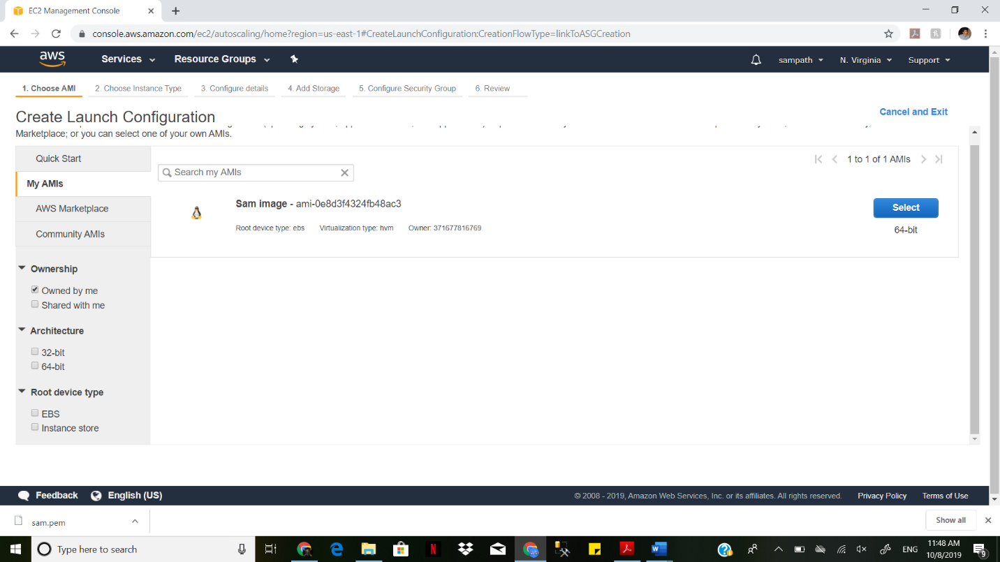 EC2 Management Console
console.aws.amazon.com/ec2/autoscaling/home?region=us-east-1#CreateLaunchConfiguration:CreationFlowType=linkToASGCreation
aws Services Resource Groups sampath N. Virginia Support
1. Choose AMI 2. Choose Instance Type 3. Configure details 4. Add Storage 5. Configure Security Group 6. Review
Create Launch Configuration Cancel and Exit
Marketplace; or you can select one of your own AMIs.
Quick Start 1 to 1 of 1 AMIs
Search my AMIs
My AMIs
Sam image - ami-0e8d3f4324fb48ac3 Select
AWS Marketplace
Root device type: ebs Virtualization type: hvm Owner: 371677816769 64-bit
Community AMIs
Ownership
Owned by me
Shared with me
Architecture
32-bit
64-bit
Root device type
EBS
Instance store
Feedback English (US) © 2008 - 2019, Amazon Web Services, Inc. or its affiliates. All rights reserved. Privacy Policy Terms of Use
sam.pem Show all
Type here to search ENG 11:48 AM
10/8/2019 9